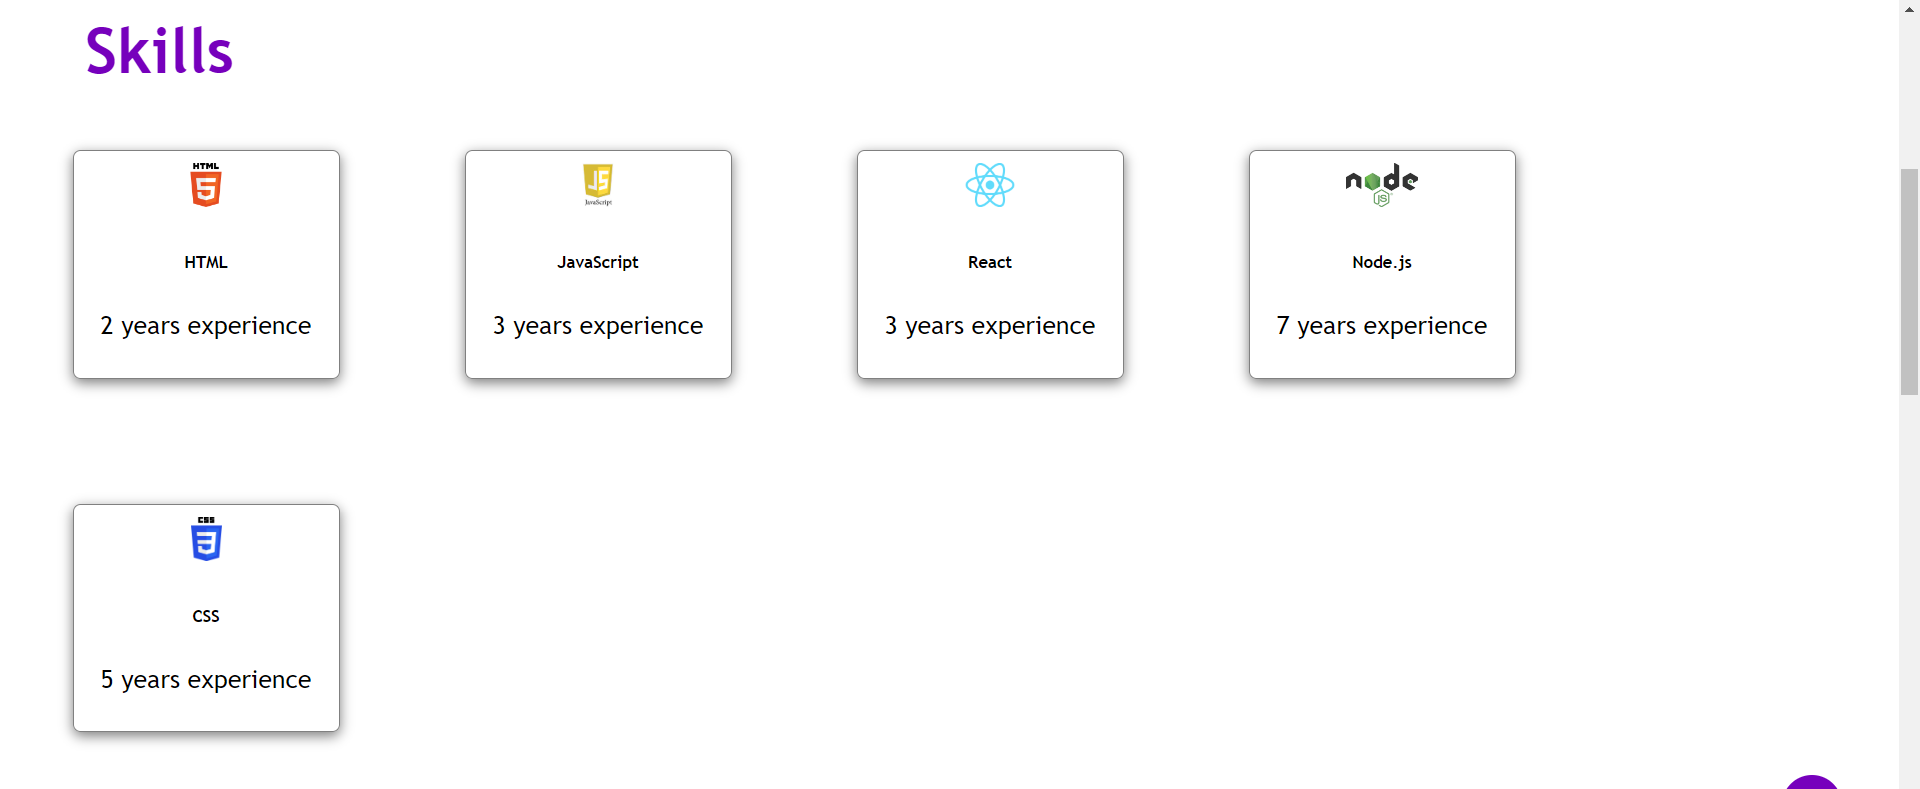 Skills
HTML
5
HTML
2 years experience
JS
JavaScript
JavaScript
3 years experience
React
3 years experience
node
JS
Node.js
7 years experience
CSS
3
CSS
5 years experience